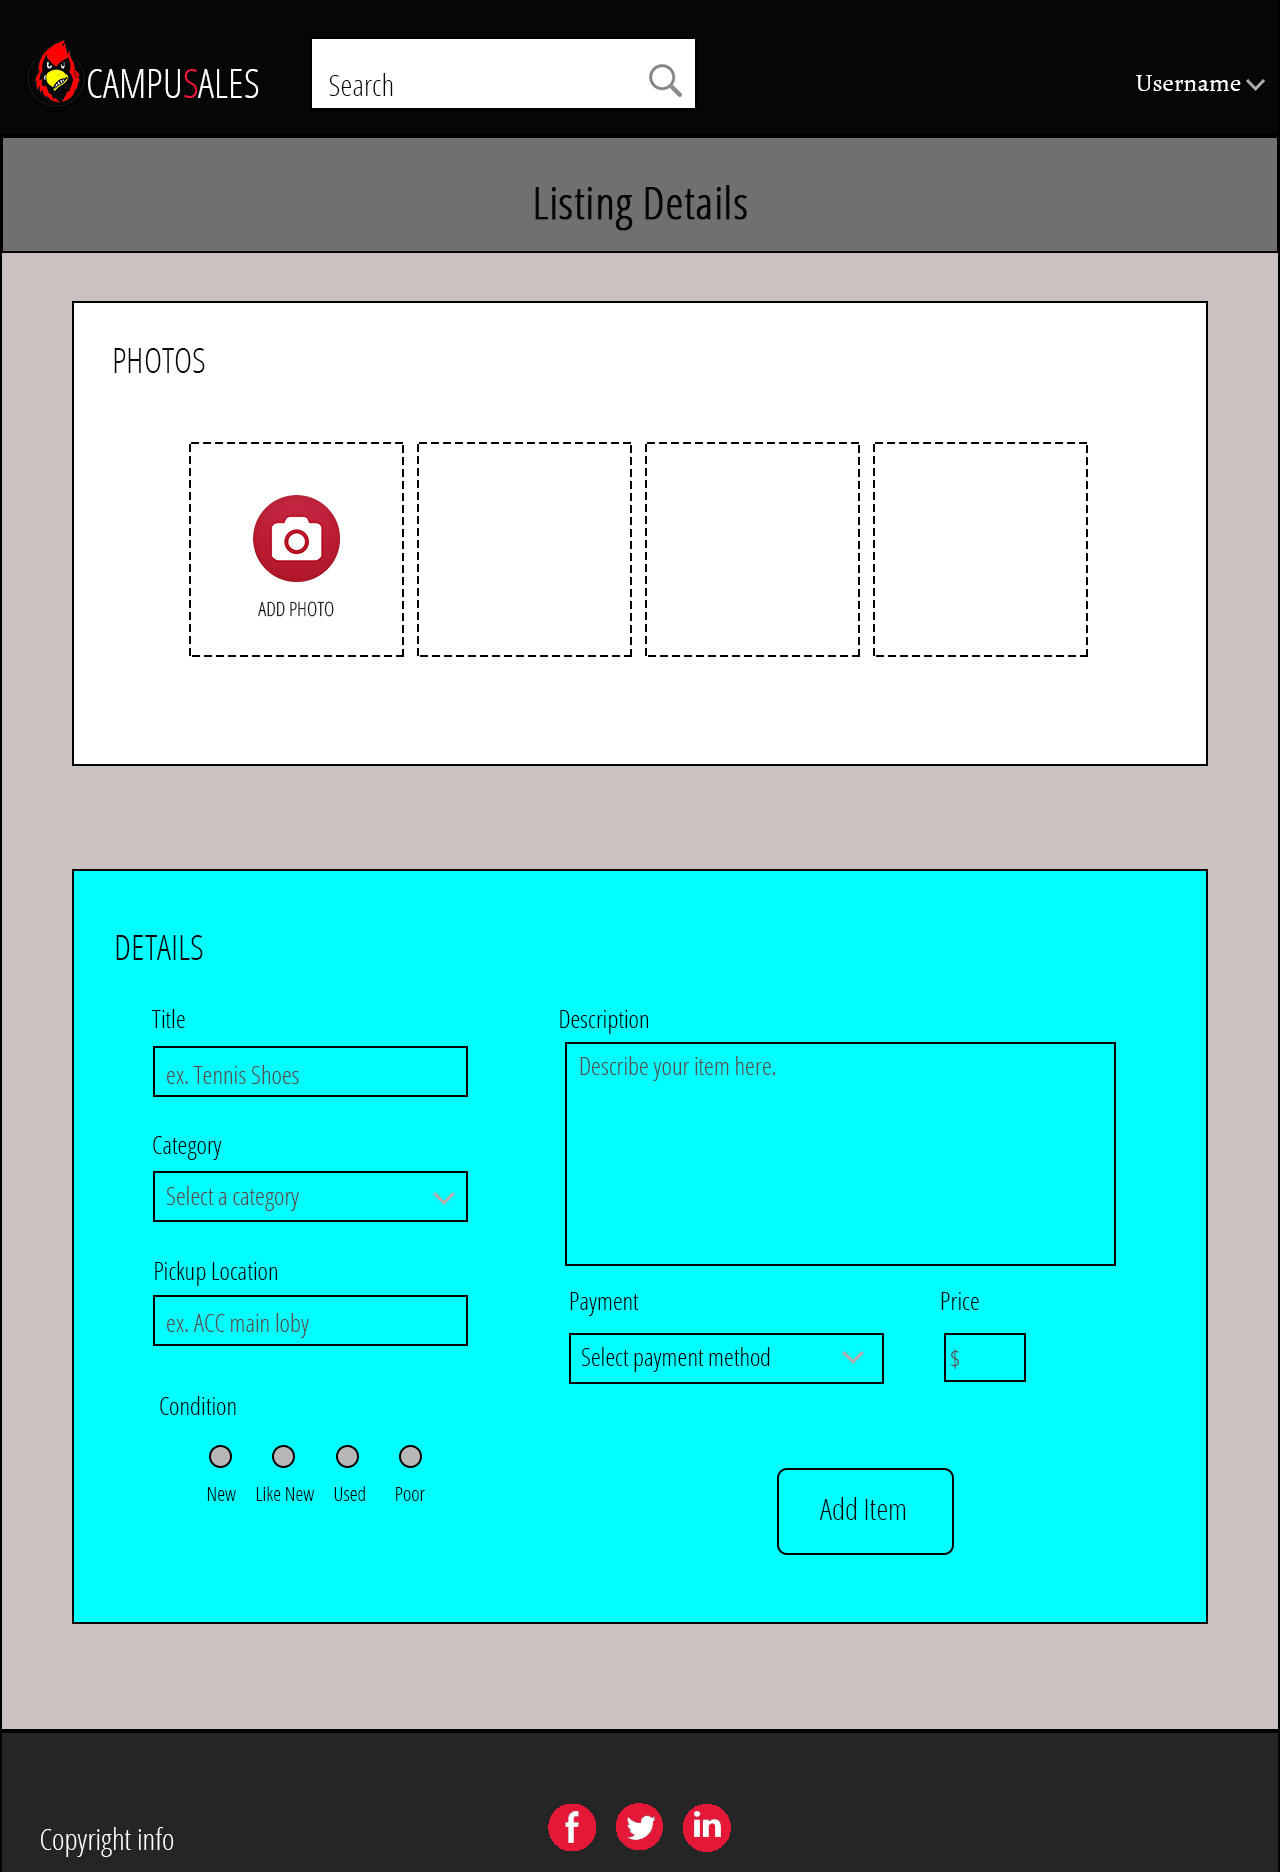 CAMPUSALES
Search
Username
Listing Details
PHOTOS
ADD PHOTO
DETAILS
Title
ex. Tennis Shoes
Category
Select a category
Pickup Location
ex. ACC main loby
Condition
New Like New Used Poor
Description
Describe your item here.
Payment
Select payment method
Price
$
Add Item
Copyright info
f in